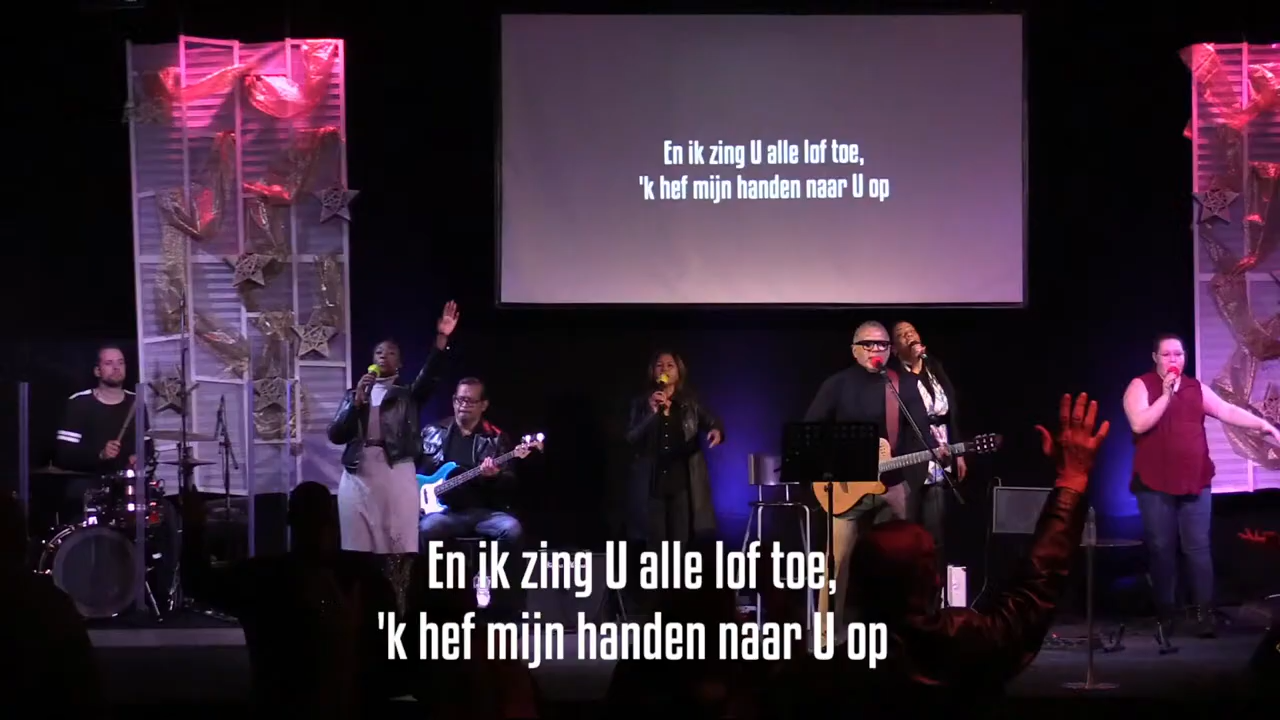 En ik zing U alle lof toe,
'k hef mijn handen naar U op
En ik zing U alle lof toe,
'k hef mijn handen naar U op